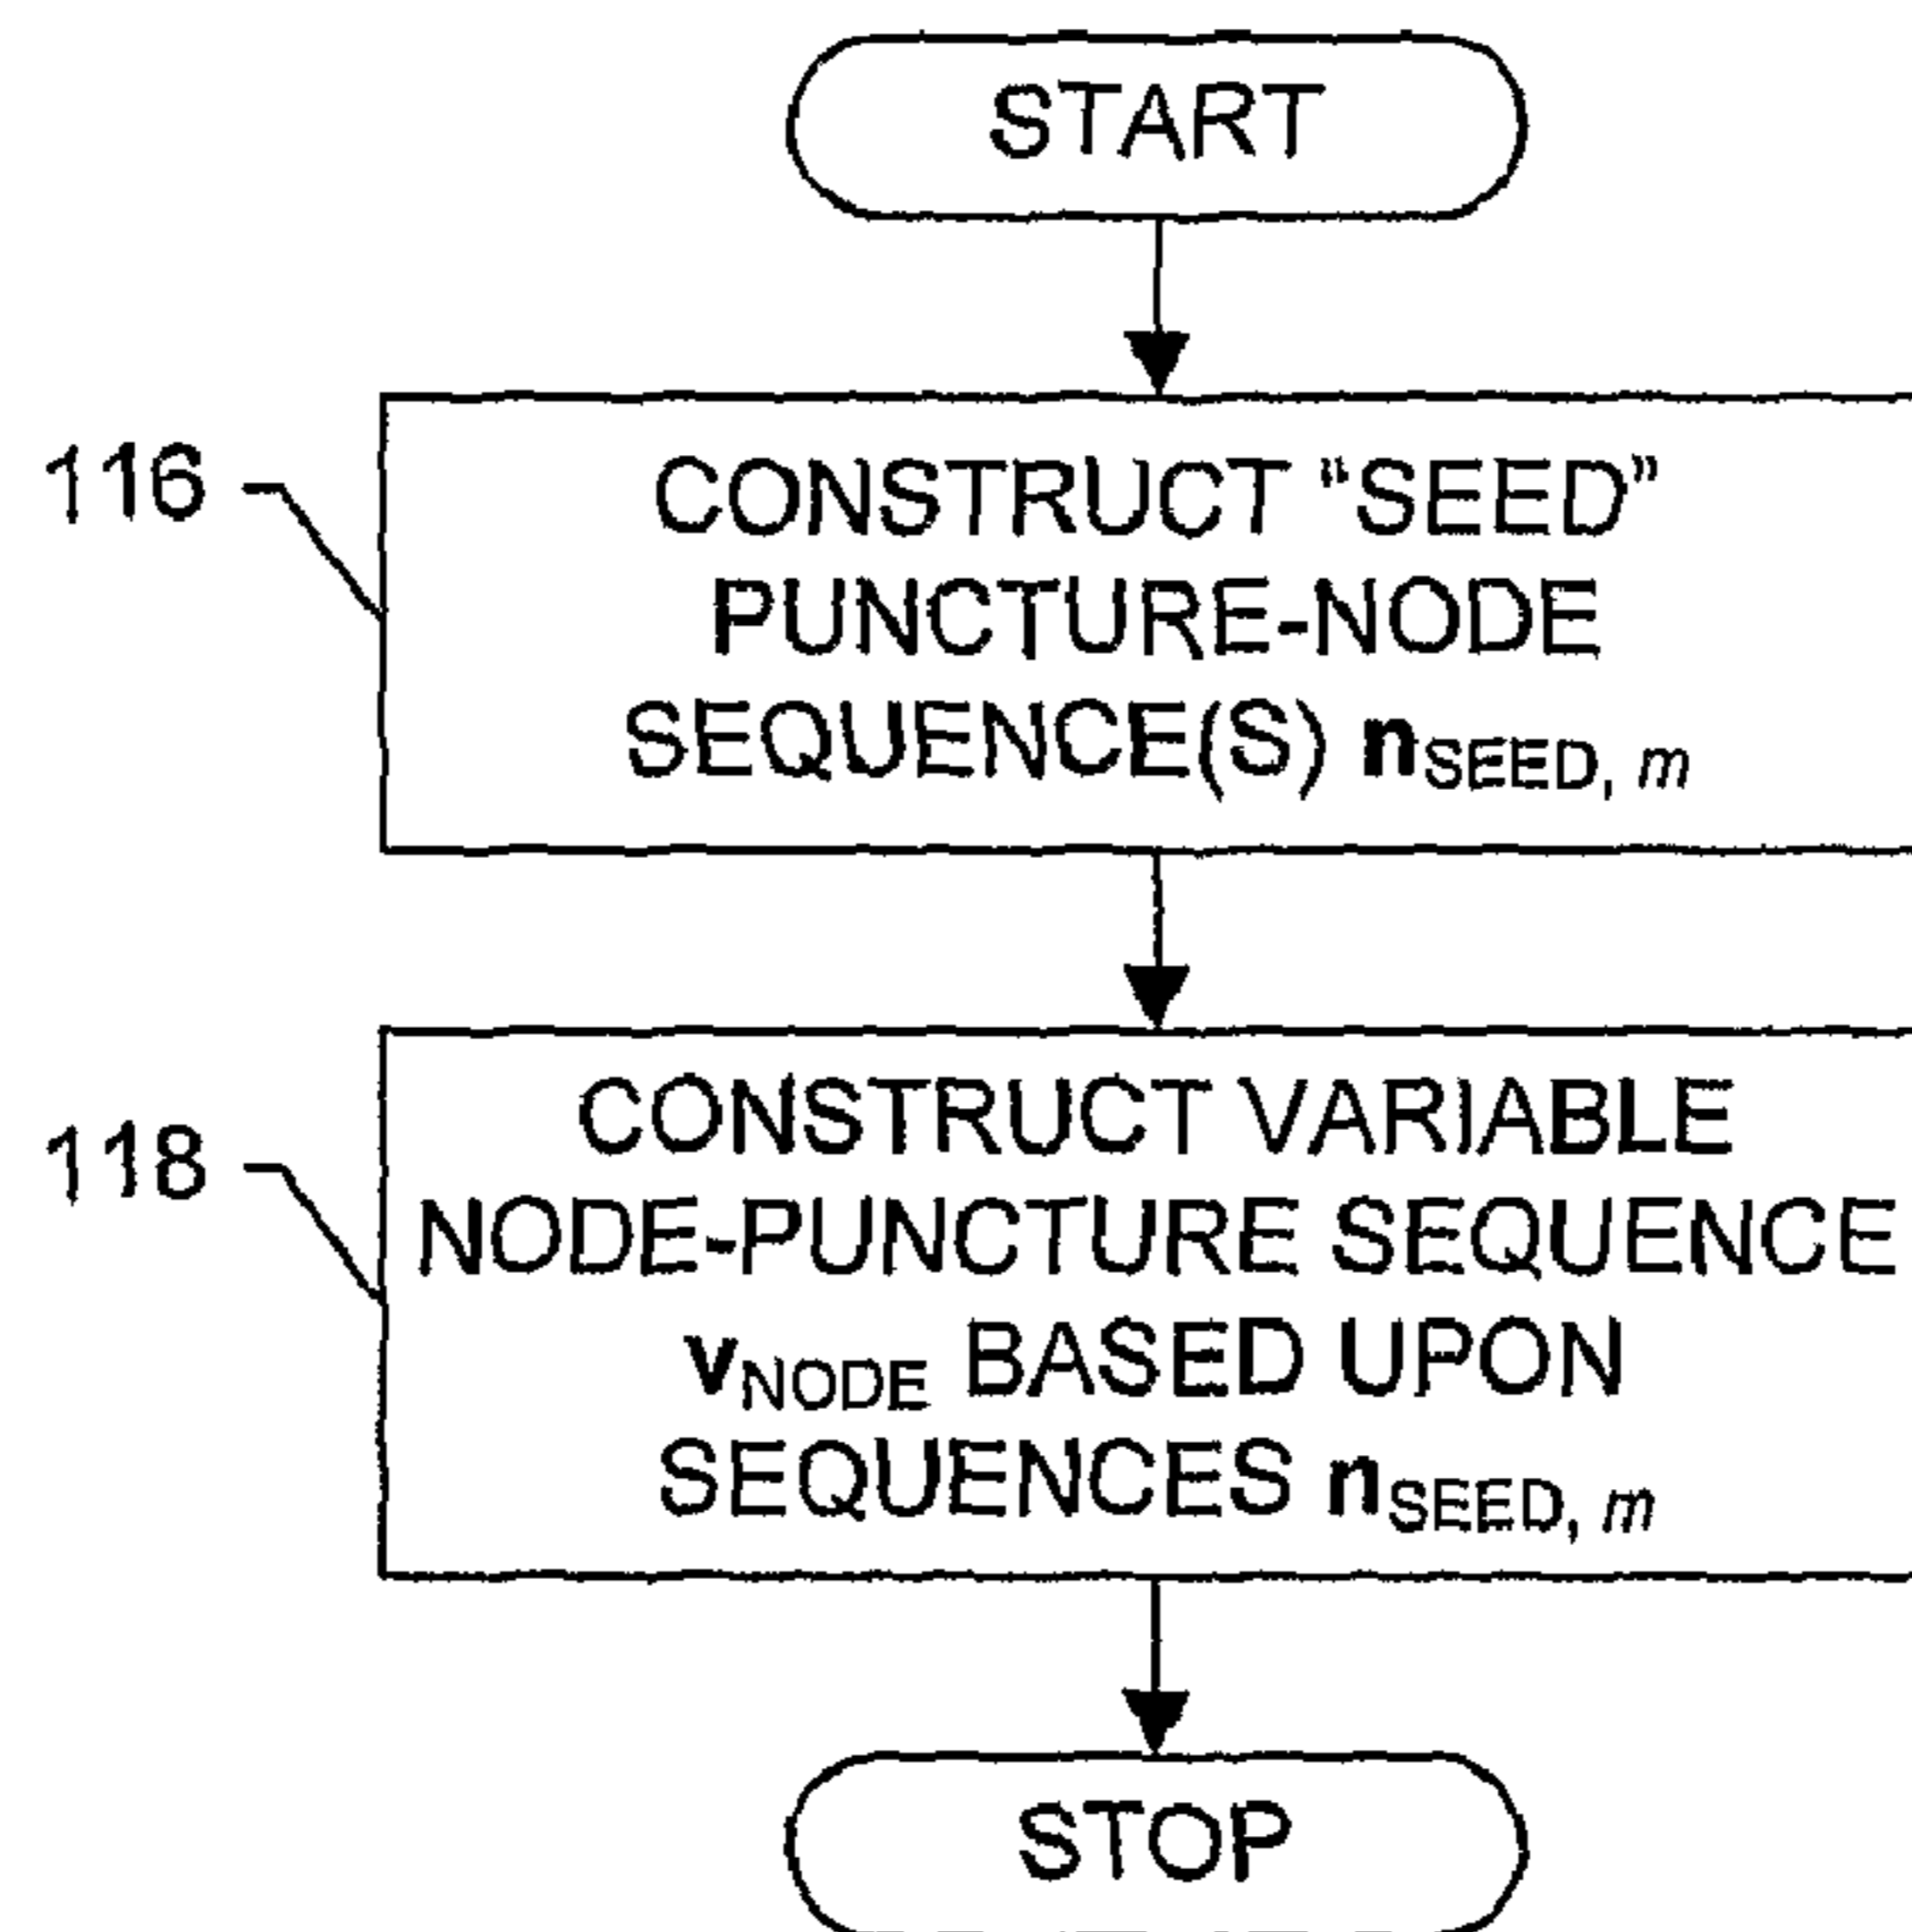 START
116
CONSTRUCT “SEED”
PUNCTURE-NODE
SEQUENCE(S) nSEED, m
118
CONSTRUCT VARIABLE
NODE-PUNCTURE SEQUENCE
vNODE BASED UPON
SEQUENCES nSEED, m
STOP